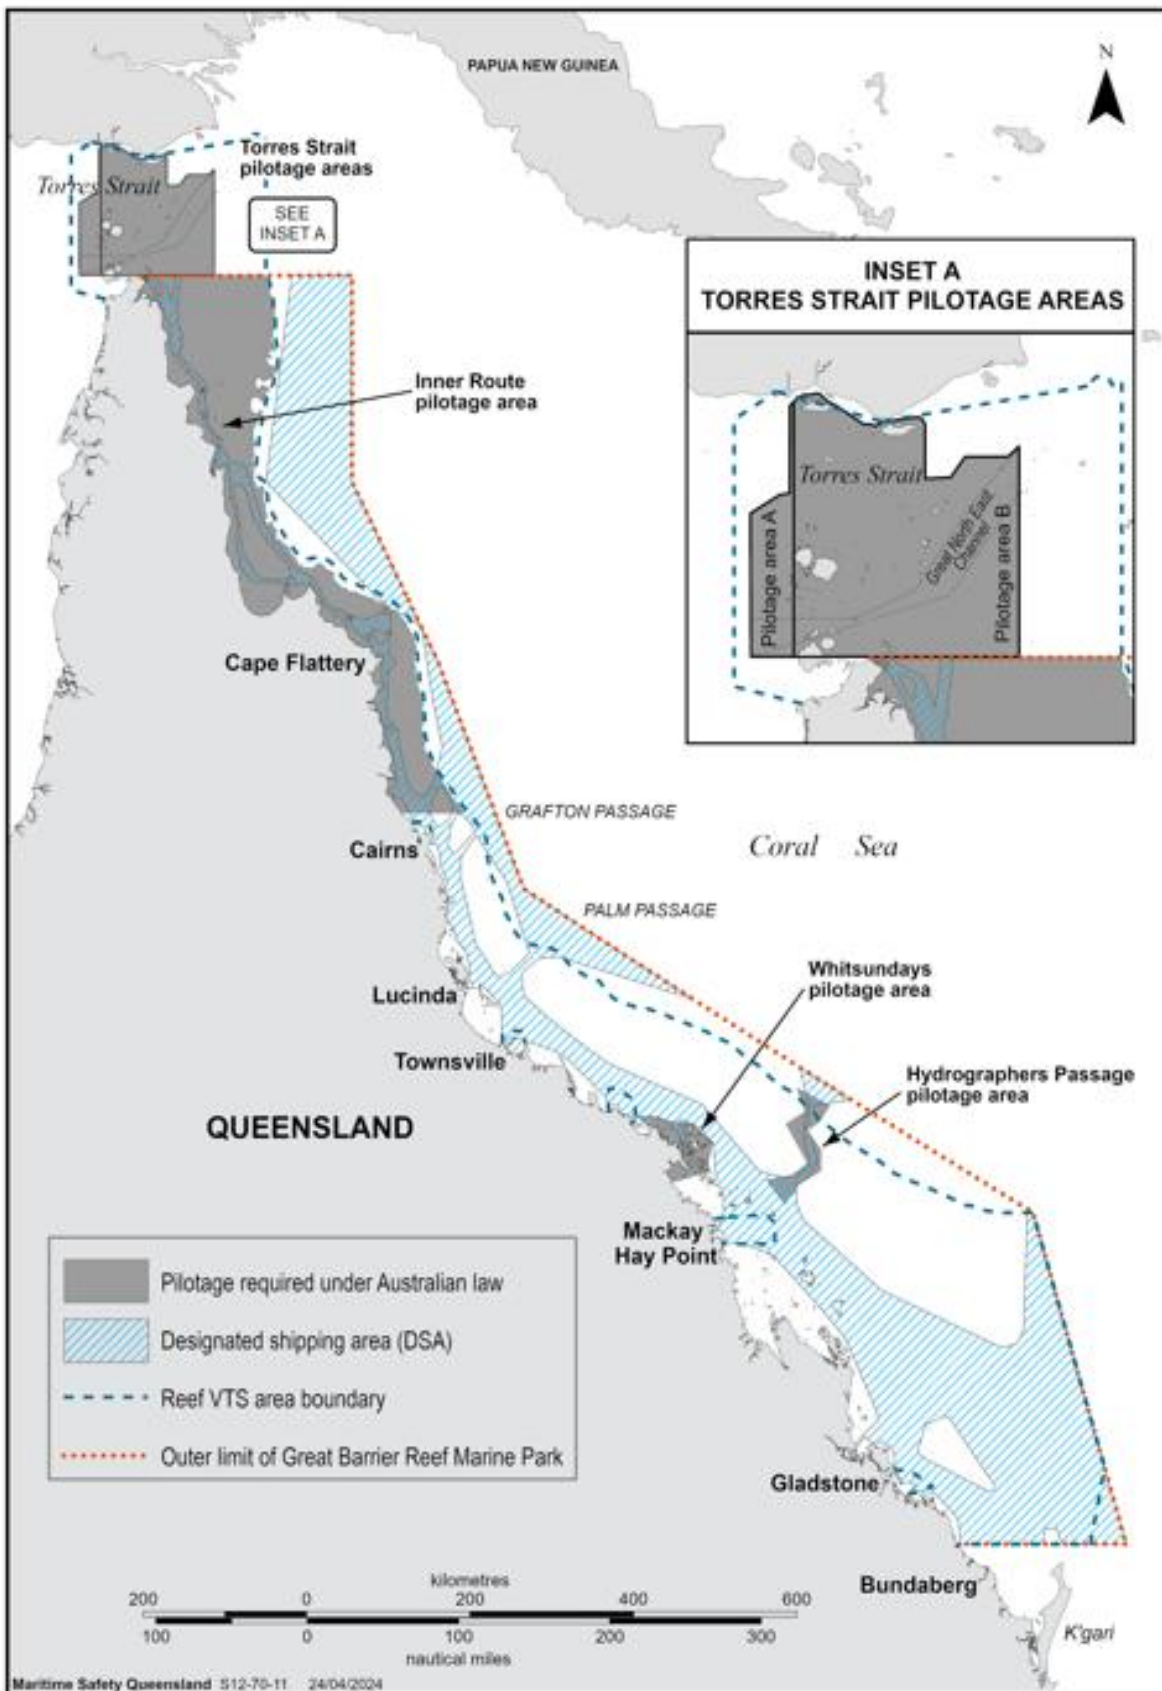 PAPUA NEW GUINEA
N
Torres Strait
pilotage areas
Torres Strait
SEE
INSET A
INSET A
TORRES STRAIT PILOTAGE AREAS
Torres Strait
Pilotage area A
Great North East
Channel
Pilotage area B
Inner Route
pilotage area
Cape Flattery
GRAFTON PASSAGE
Cairns
Coral Sea
PALM PASSAGE
Whitsundays
pilotage area
Lucinda
Townsville
Hydrographers Passage
pilotage area
QUEENSLAND
Mackay
Hay Point
Pilotage required under Australian law
Designated shipping area (DSA)
Reef VTS area boundary
Outer limit of Great Barrier Reef Marine Park
Gladstone
Bundaberg
K'gari
kilometres
200 0 200 400 600
100 0 100 200 300
nautical miles
Maritime Safety Queensland S12-70-11 24/04/2024